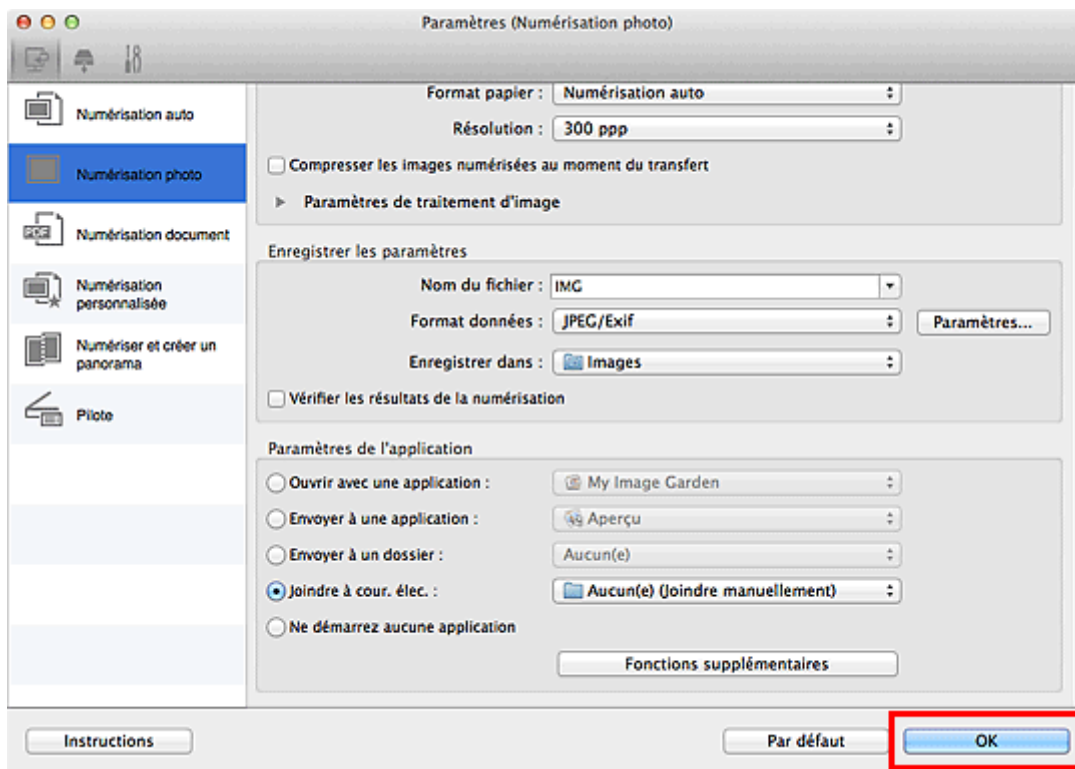 Paramètres (Numérisation photo)
Numérisation auto
Numérisation photo
PDF
Numérisation document
Numérisation
personnalisée
Numériser et créer un
panorama
Pilote
Format papier : Numérisation auto
Résolution : 300 ppp
Compresser les images numérisées au moment du transfert
Paramètres de traitement d'image
Enregistrer les paramètres
Nom du fichier : IMG
Format données : JPEG/Exif Paramètres...
Enregistrer dans : Images
Vérifier les résultats de la numérisation
Paramètres de l'application
Ouvrir avec une application : My Image Garden
Envoyer à une application : Aperçu
Envoyer à un dossier : Aucun(e)
Joindre à cour. élec. : Aucun(e) (Joindre manuellement)
Ne démarrez aucune application
Fonctions supplémentaires
Instructions Par défaut OK